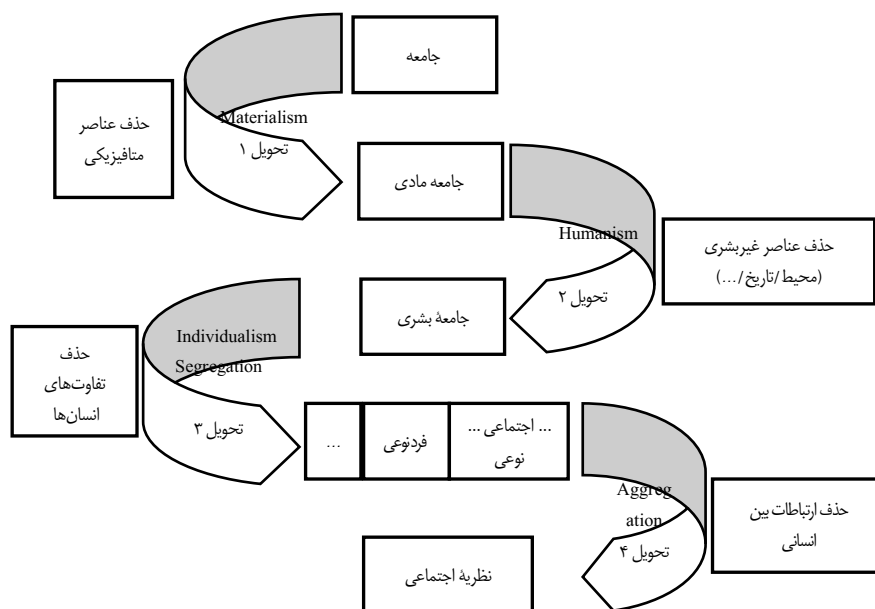 جامعه
حذف عناصر
متافیزیکی
Materialism
تحویل ۱
جامعه مادی
Humanism
تحویل ۲
حذف عناصر غیربشری
(محیط/تاریخ/...)
جامعۀ بشری
Individualism
Segregation
تحویل ۳
حذف
تفاوت‌های
انسان‌ها
... اجتماعی ...
نوعی
فردنوعی
...
Aggreg
ation
تحویل ۴
حذف ارتباطات بین
انسانی
نظریۀ اجتماعی